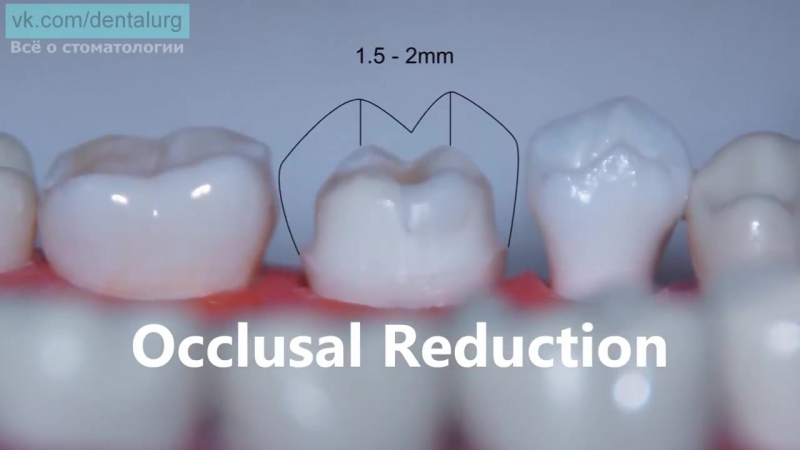 vk.com/dentalurg
Всё о стоматологии
1.5 - 2mm
Occlusal Reduction